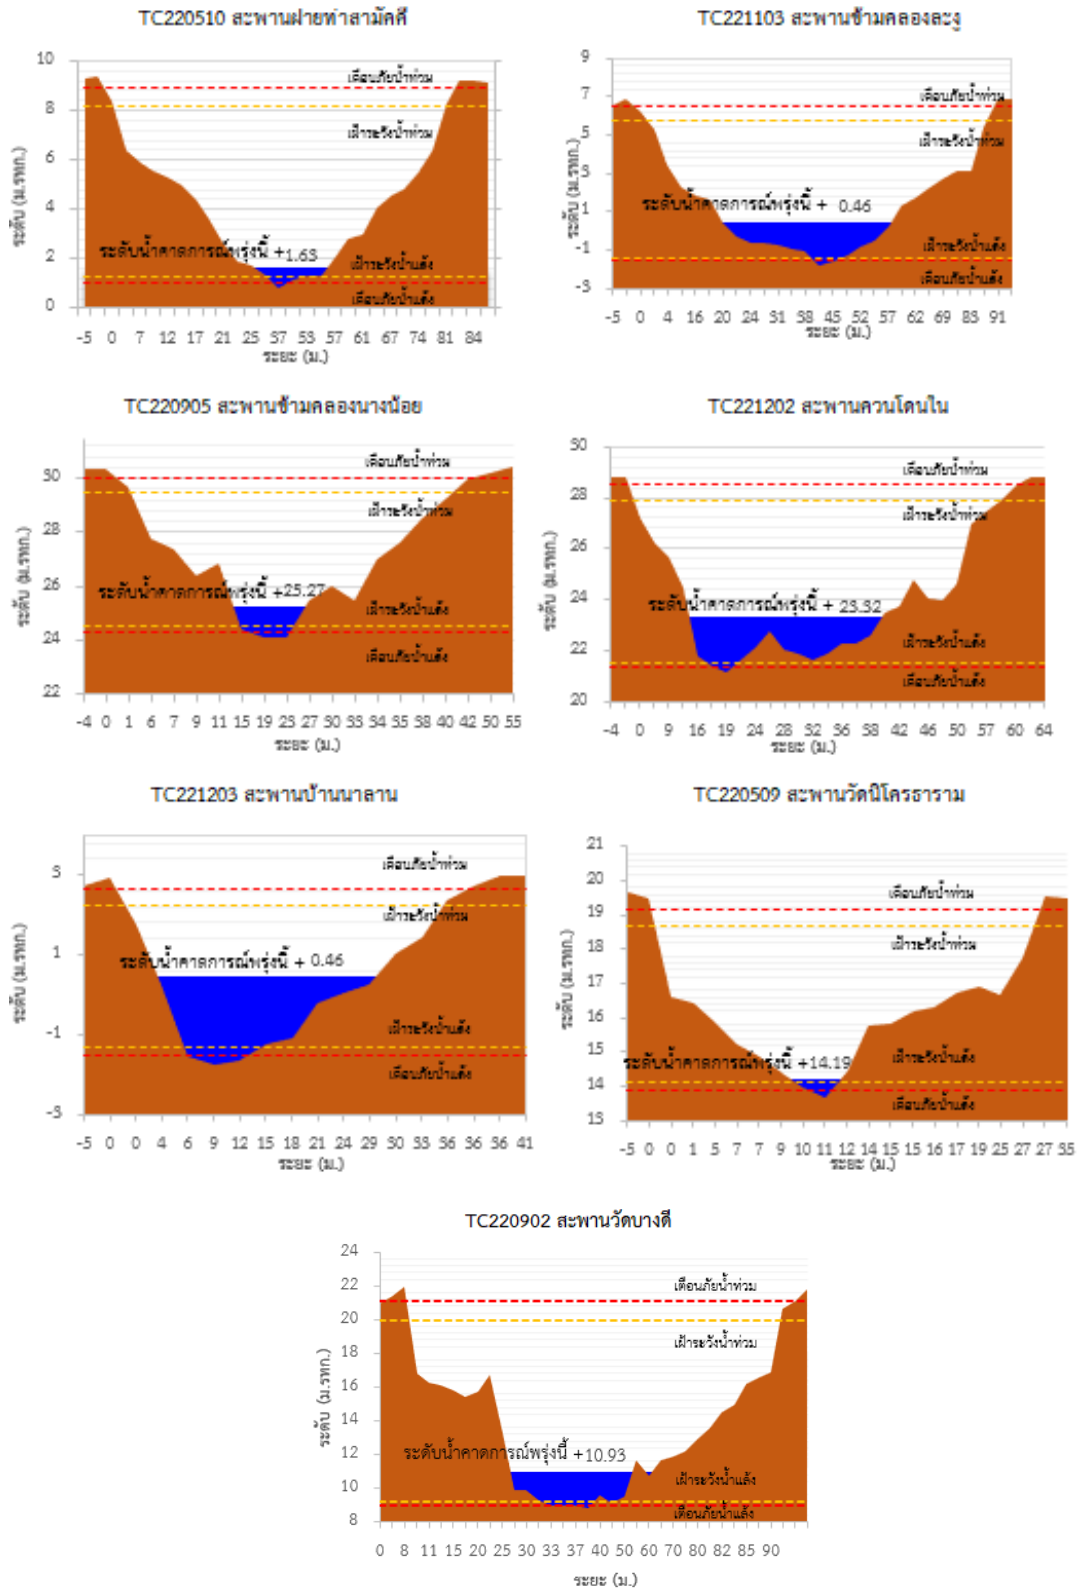 TC220510 สะพานฝายท่าสามัคคี
ระดับ (ม.รทก.)
10
8
6
4
2
0
เตือนภัยน้ำท่วม
เฝ้าระวังน้ำท่วม
ระดับน้ำคาดการณ์พรุ่งนี้ +1.63
เฝ้าระวังน้ำแล้ง
เตือนภัยน้ำแล้ง
-5 0 7 12 17 21 25 37 53 55 61 67 74 81 84
ระยะ (ม.)
TC221103 สะพานข้ามคลองละงู
ระดับ (ม.รทก.)
9
7
5
3
1
-1
-3
เตือนภัยน้ำท่วม
เฝ้าระวังน้ำท่วม
ระดับน้ำคาดการณ์พรุ่งนี้ + 0.46
เฝ้าระวังน้ำแล้ง
เตือนภัยน้ำแล้ง
-5 0 4 16 20 24 31 38 45 52 57 62 69 83 91
ระยะ (ม.)
TC220905 สะพานข้ามคลองนางน้อย
ระดับ (ม.รทก.)
30
28
26
24
22
เตือนภัยน้ำท่วม
เฝ้าระวังน้ำท่วม
ระดับน้ำคาดการณ์พรุ่งนี้ +25.27
เฝ้าระวังน้ำแล้ง
เตือนภัยน้ำแล้ง
-4 0 1 6 7 9 11 15 19 23 27 30 33 34 35 38 40 42 50 55
ระยะ (ม.)
TC221202 สะพานควนโดนใน
ระดับ (ม.รทก.)
30
28
26
24
22
20
เตือนภัยน้ำท่วม
เฝ้าระวังน้ำท่วม
ระดับน้ำคาดการณ์พรุ่งนี้ + 23.32
เฝ้าระวังน้ำแล้ง
เตือนภัยน้ำแล้ง
-4 0 9 12 16 19 24 28 32 36 38 42 46 50 57 60 64
ระยะ (ม.)
TC221203 สะพานบ้านนาลาน
ระดับ (ม.รทก.)
3
1
-1
-3
เตือนภัยน้ำท่วม
เฝ้าระวังน้ำท่วม
ระดับน้ำคาดการณ์พรุ่งนี้ + 0.46
เฝ้าระวังน้ำแล้ง
เตือนภัยน้ำแล้ง
-5 0 0 4 6 9 12 15 18 21 24 29 30 33 36 36 36 41
ระยะ (ม.)
TC220509 สะพานวัดนิโครธาราม
ระดับ (ม.รทก.)
21
20
19
18
17
16
15
14
13
เตือนภัยน้ำท่วม
เฝ้าระวังน้ำท่วม
ระดับน้ำคาดการณ์พรุ่งนี้ +14.19
เฝ้าระวังน้ำแล้ง
เตือนภัยน้ำแล้ง
-5 0 0 1 5 7 7 9 10 11 12 14 15 16 17 19 25 27 27 35
ระยะ (ม.)
TC220902 สะพานวัดบางดี
ระดับ (ม.รทก.)
24
22
20
18
16
14
12
10
8
เตือนภัยน้ำท่วม
เฝ้าระวังน้ำท่วม
ระดับน้ำคาดการณ์พรุ่งนี้ +10.93
เฝ้าระวังน้ำแล้ง
เตือนภัยน้ำแล้ง
0 8 11 15 20 25 30 33 37 40 50 60 70 80 82 85 90
ระยะ (ม.)